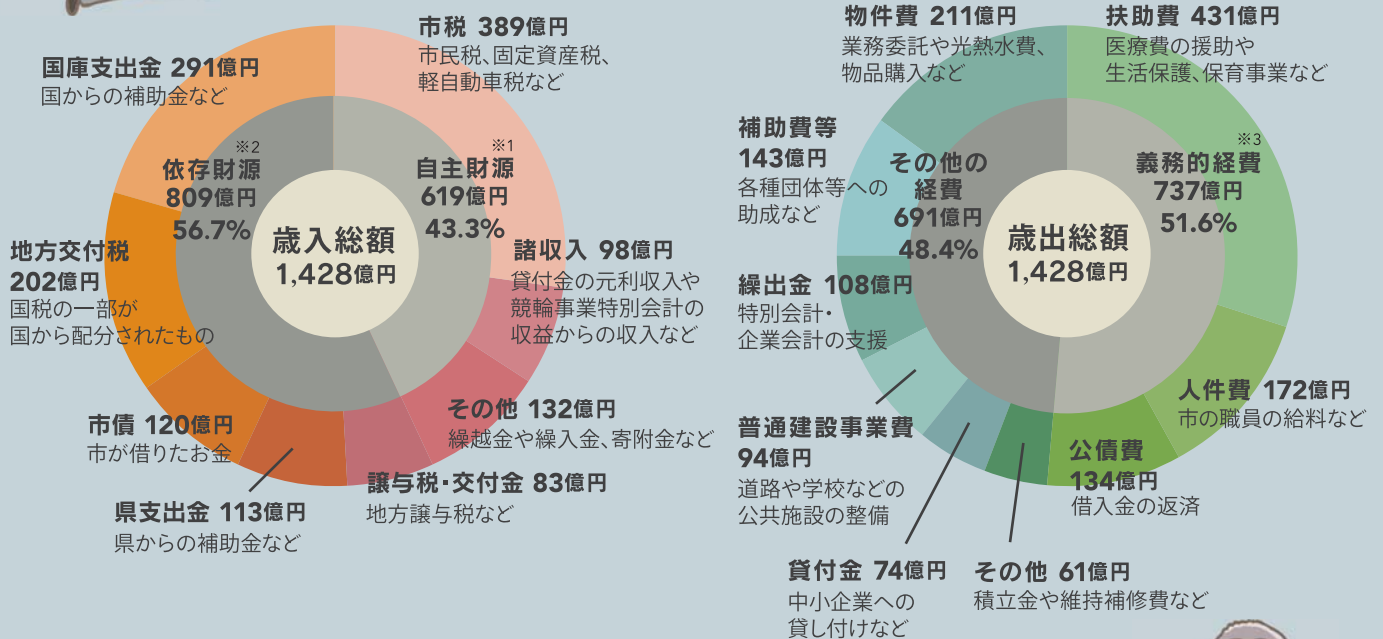 市税 389億円
市民税、固定資産税、
軽自動車税など
国庫支出金 291億円
国からの補助金など
※2
依存財源
809億円
56.7%
※1
自主財源
619億円
43.3%
歳入総額
1,428億円
地方交付税
202億円
国税の一部が
国から配分されたもの
諸収入 98億円
貸付金の元利収入や
競輪事業特別会計の
収益からの収入など
市債 120億円
市が借りたお金
その他 132億円
繰越金や繰入金、寄附金など
譲与税・交付金 83億円
地方譲与税など
県支出金 113億円
県からの補助金など
物件費 211億円
業務委託や光熱水費、
物品購入など
扶助費 431億円
医療費の援助や
生活保護、保育事業など
補助費等
143億円
各種団体等への
助成など
その他の
経費
691億円
48.4%
※3
義務的経費
737億円
51.6%
歳出総額
1,428億円
繰出金 108億円
特別会計・
企業会計の支援
普通建設事業費
94億円
道路や学校などの
公共施設の整備
人件費 172億円
市の職員の給料など
公債費
134億円
借入金の返済
貸付金 74億円
中小企業への
貸し付けなど
その他 61億円
積立金や維持補修費など